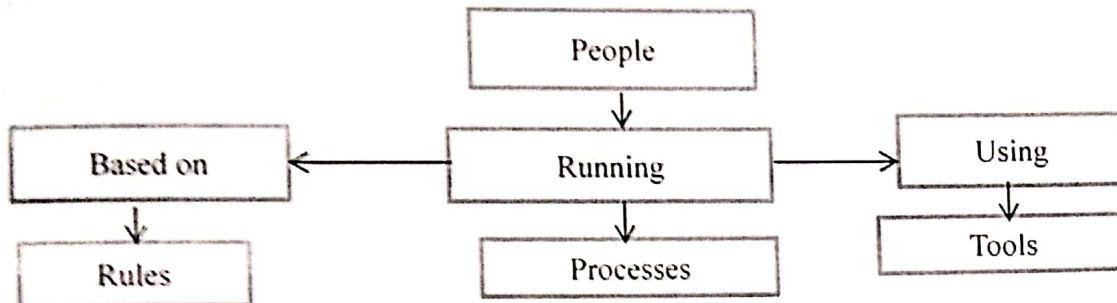 People
Based on
Running
Using
Rules
Processes
Tools